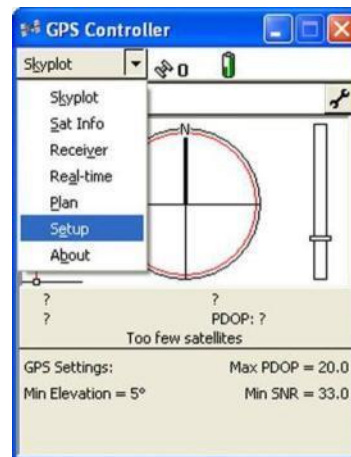 GPS Controller
Skyplot
0
Skyplot
Sat Info
Receiver
Real-time
Plan
Setup
About
N
? ?
? PDOP: ?
Too few satellites
GPS Settings: Max PDOP = 20.0
Min Elevation = 5° Min SNR = 33.0